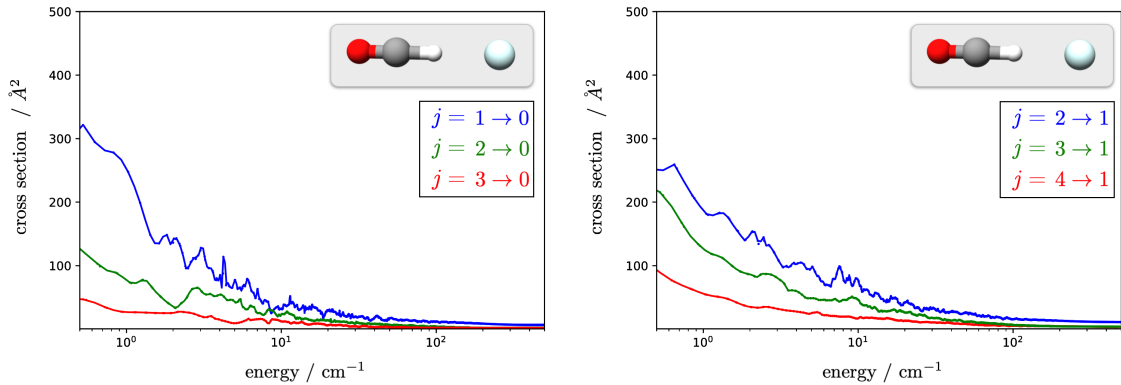 500
400
300
200
100
cross section / Å²
j = 1 → 0
j = 2 → 0
j = 3 → 0
10⁰
10¹
10²
energy / cm⁻¹
500
400
300
200
100
cross section / Å²
j = 2 → 1
j = 3 → 1
j = 4 → 1
10⁰
10¹
10²
energy / cm⁻¹